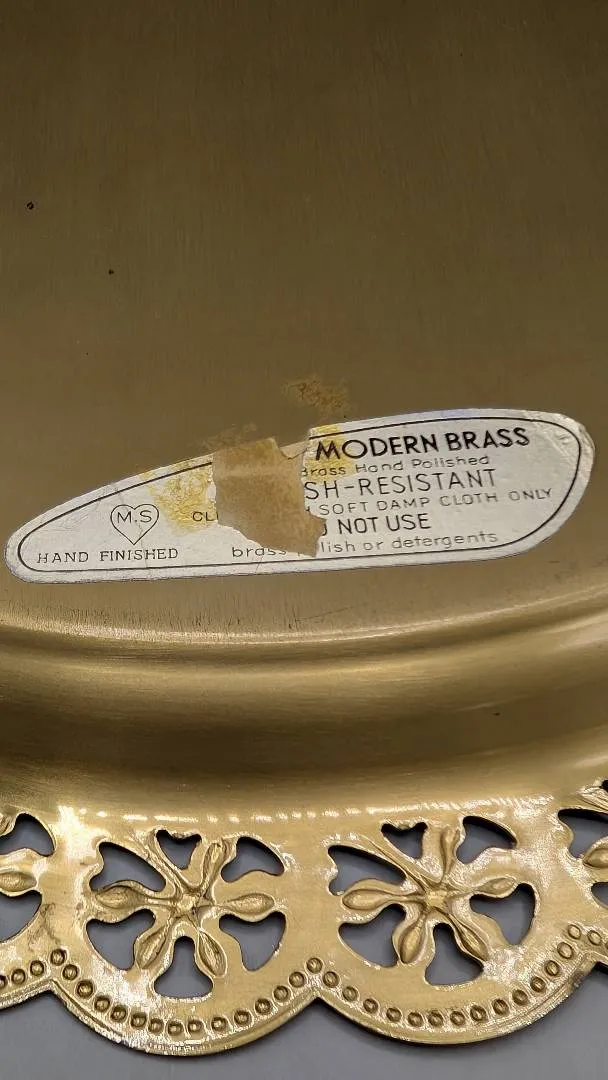 MODERN BRASS
Brass Hand Polished
SH-RESISTANT
M.S
CL SOFT DAMP CLOTH ONLY
NOT USE
HAND FINISHED
brass lish or detergents